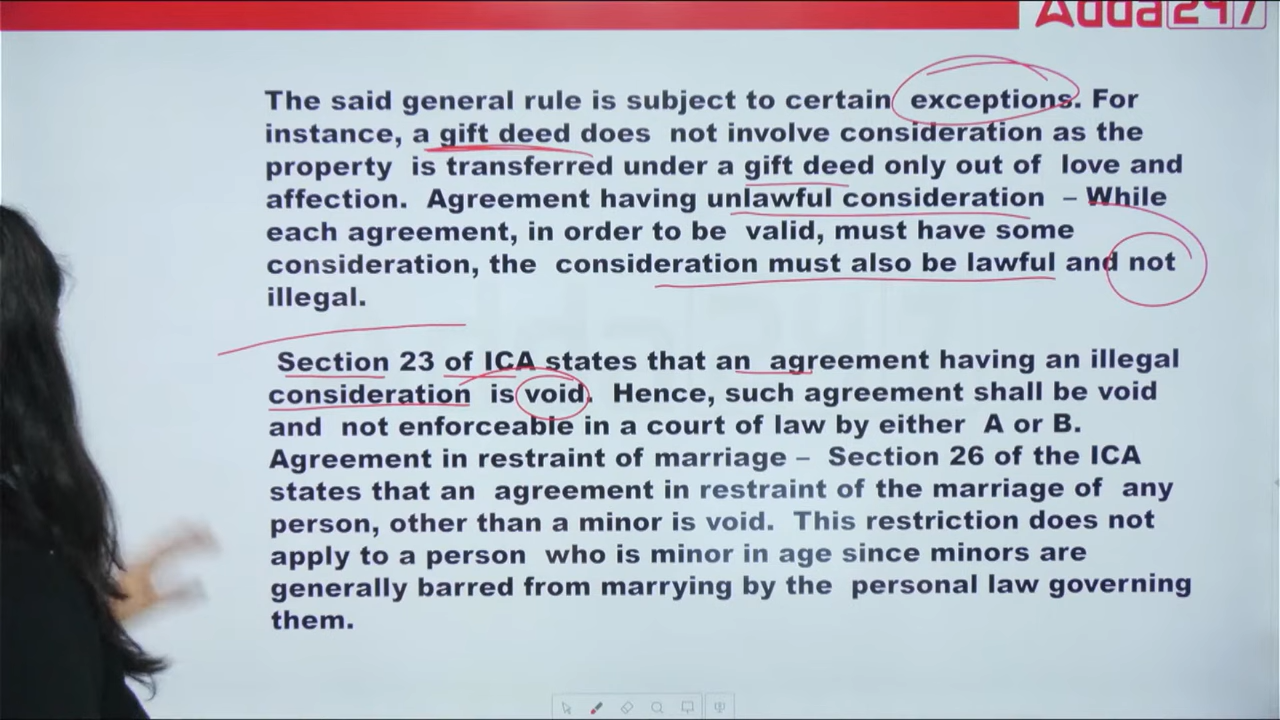 Adda247
The said general rule is subject to certain exceptions. For
instance, a gift deed does not involve consideration as the
property is transferred under a gift deed only out of love and
affection. Agreement having unlawful consideration – While
each agreement, in order to be valid, must have some
consideration, the consideration must also be lawful and not
illegal.
Section 23 of ICA states that an agreement having an illegal
consideration is void. Hence, such agreement shall be void
and not enforceable in a court of law by either A or B.
Agreement in restraint of marriage – Section 26 of the ICA
states that an agreement in restraint of the marriage of any
person, other than a minor is void. This restriction does not
apply to a person who is minor in age since minors are
generally barred from marrying by the personal law governing
them.